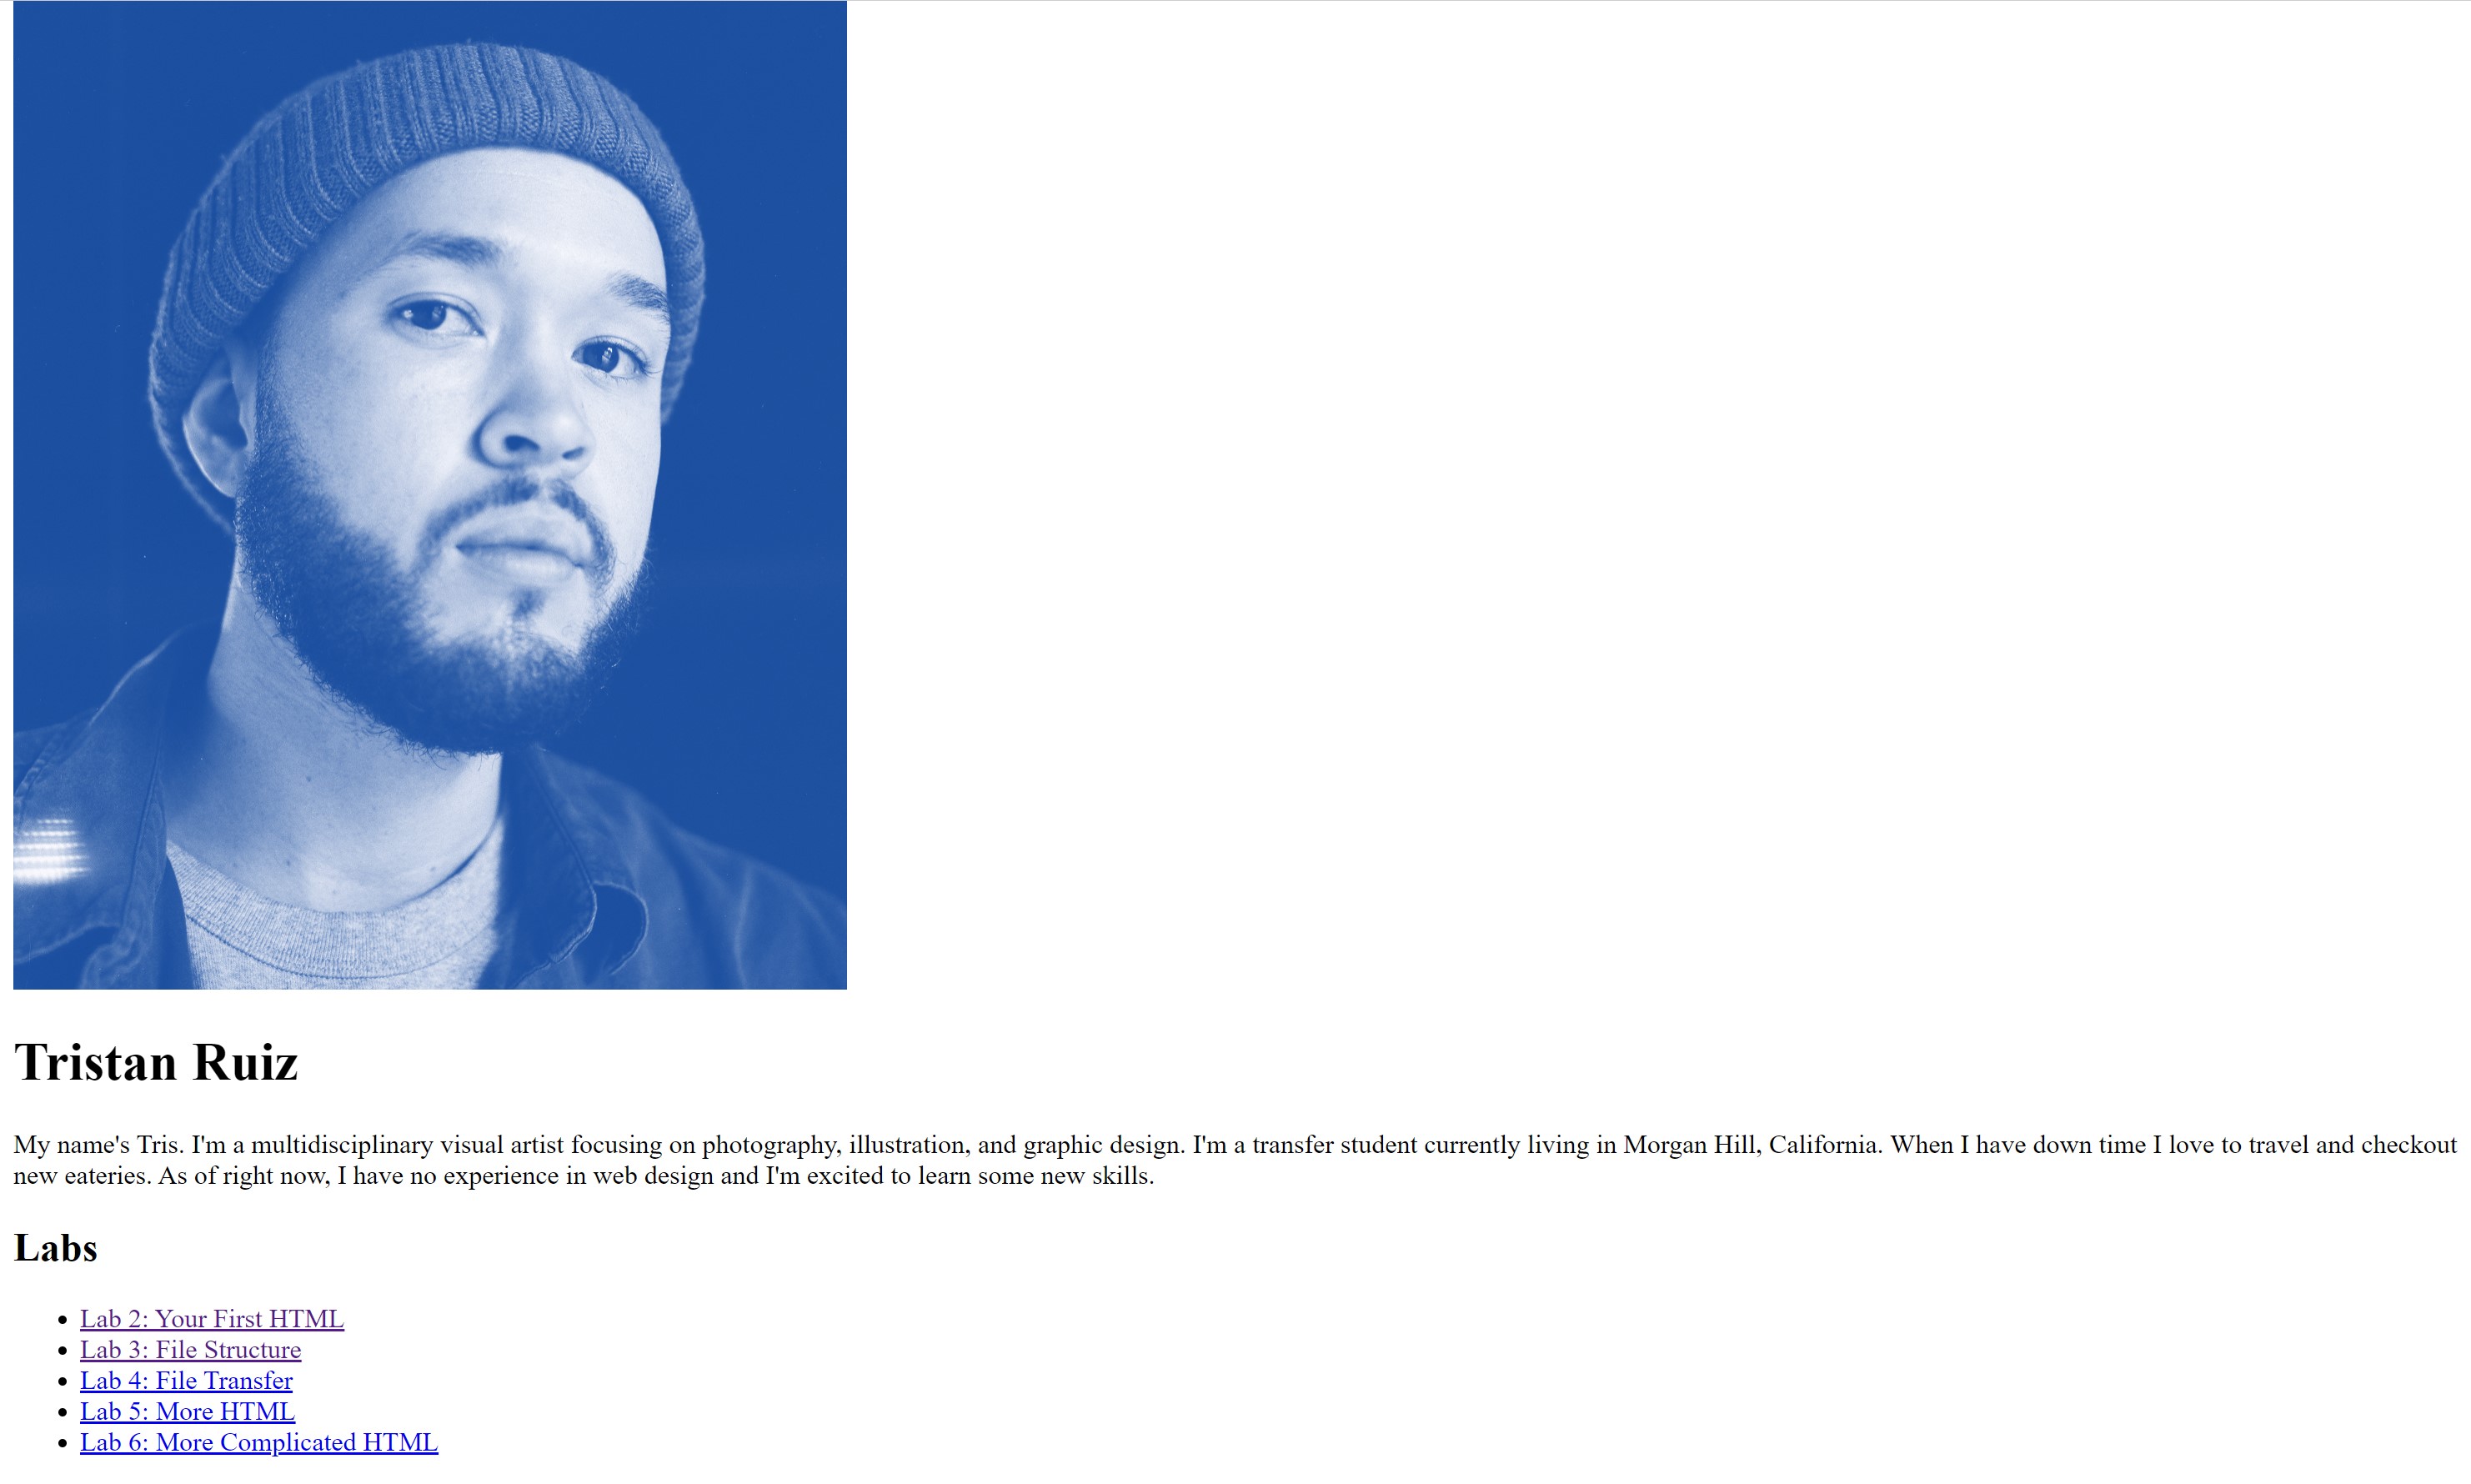 Tristan Ruiz
My name's Tris. I'm a multidisciplinary visual artist focusing on photography, illustration, and graphic design. I'm a transfer student currently living in Morgan Hill, California. When I have down time I love to travel and checkout
new eateries. As of right now, I have no experience in web design and I'm excited to learn some new skills.
Labs
Lab 2: Your First HTML
Lab 3: File Structure
Lab 4: File Transfer
Lab 5: More HTML
Lab 6: More Complicated HTML